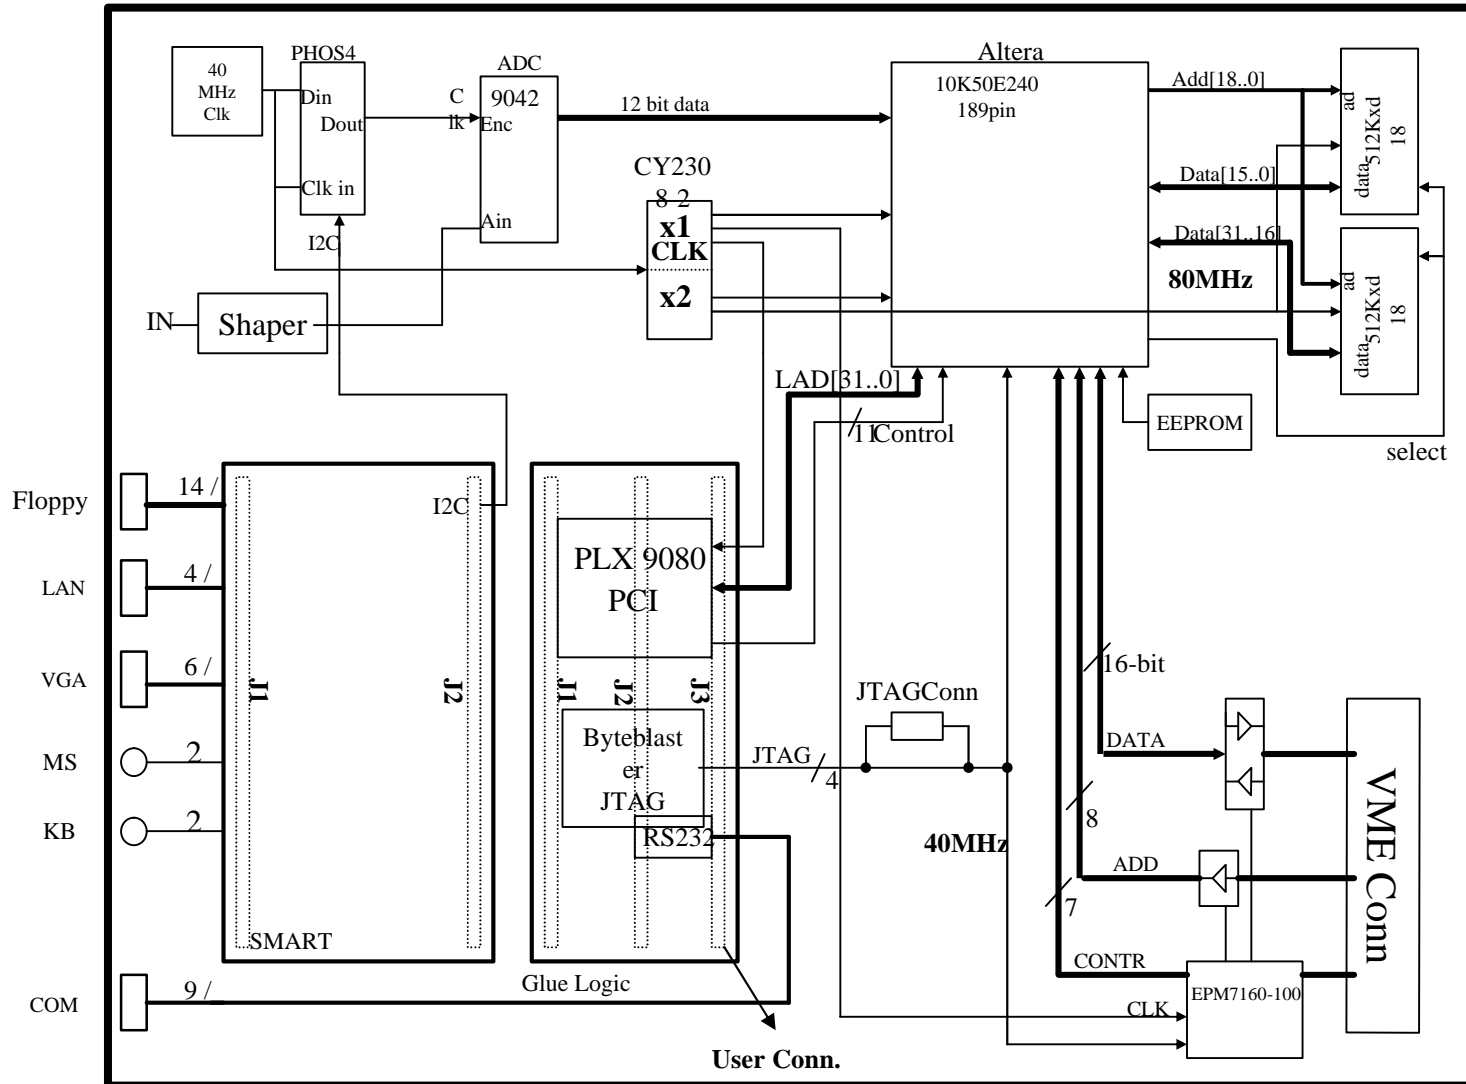 PHOS4
40
MHz
Clk
Din
Dout
Clk in
I2C
ADC
9042
C
lk
Enc
Ain
12 bit data
Altera
10K50E240
189pin
Add[18..0]
Data[15..0]
Data[31..16]
80MHz
ad
data
512Kxd
18
ad
data
512Kxd
18
CY230
8-2
x1
CLK
x2
IN
Shaper
LAD[31..0]
11
Control
EEPROM
select
Floppy
14 /
LAN
4 /
VGA
6 /
MS
2
KB
2
COM
9 /
I2C
J1
J2
SMART
PLX 9080
PCI
J1
J2
J3
Byteblast
er
JTAG
RS232
Glue Logic
User Conn.
JTAGConn
JTAG
4
40MHz
16-bit
DATA
8
ADD
7
CONTR
CLK
EPM7160-100
VME Conn